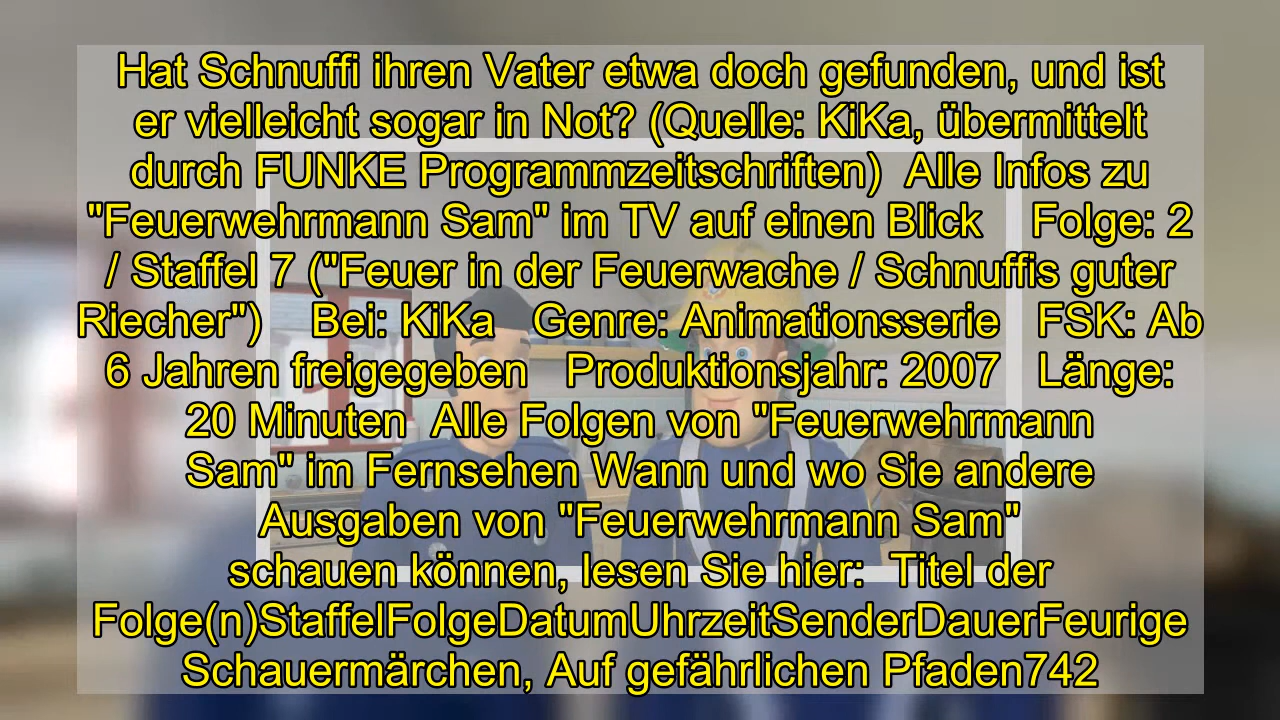 Hat Schnuffi ihren Vater etwa doch gefunden, und ist
er vielleicht sogar in Not? (Quelle: KiKa, übermittelt
durch FUNKE Programmzeitschriften)  Alle Infos zu
"Feuerwehrmann Sam" im TV auf einen Blick    Folge: 2
/ Staffel 7 ("Feuer in der Feuerwache / Schnuffis guter
Riecher")    Bei: KiKa   Genre: Animationsserie   FSK: Ab
6 Jahren freigegeben   Produktionsjahr: 2007   Länge:
20 Minuten  Alle Folgen von "Feuerwehrmann
Sam" im Fernsehen Wann und wo Sie andere
Ausgaben von "Feuerwehrmann Sam"
schauen können, lesen Sie hier:  Titel der
Folge(n)StaffelFolgeDatumUhrzeitSenderDauerFeurige
Schauermärchen, Auf gefährlichen Pfaden742